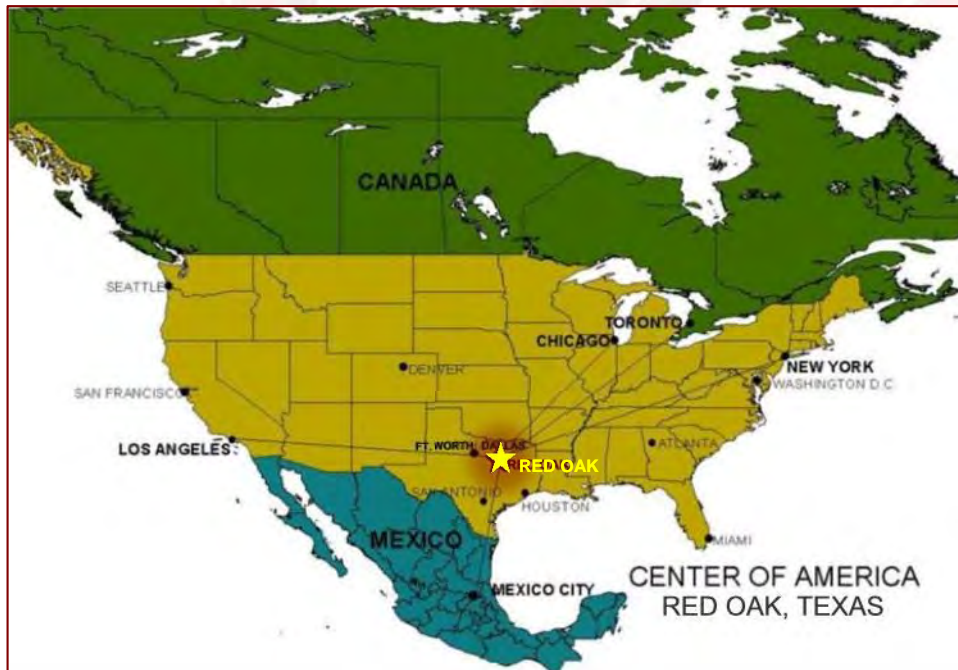 CANADA
SEATTLE
TORONTO
CHICAGO
DENVER
NEW YORK
WASHINGTON D.C
SAN FRANCISCO
LOS ANGELES
FT. WORTH DALLAS
ATLANTA
RED OAK
SAN ANTONIO
HOUSTON
MEXICO
MIAMI
MEXICO CITY
CENTER OF AMERICA
RED OAK, TEXAS